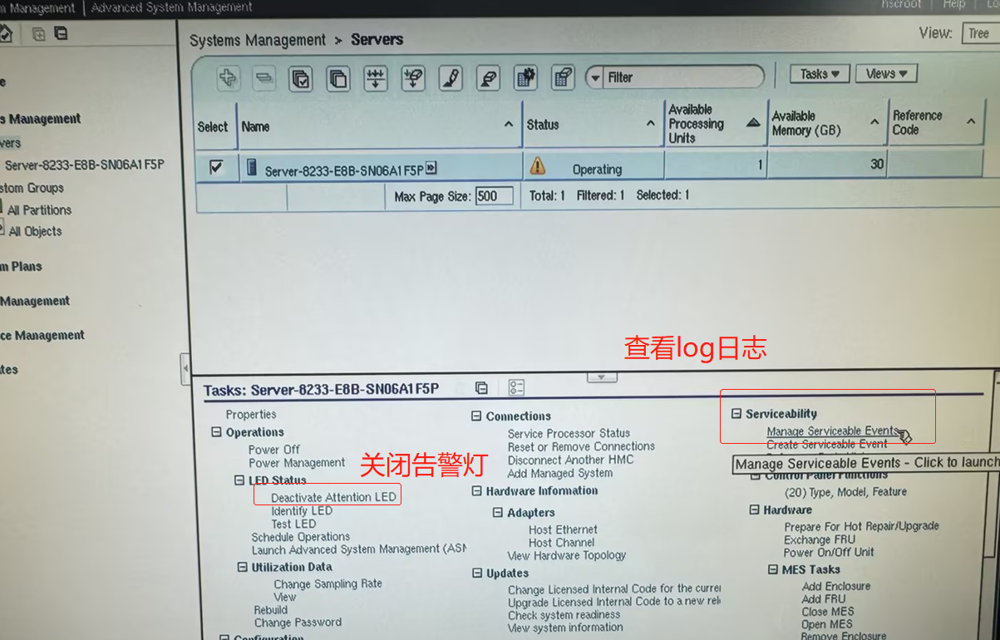 Management | Advanced System Management
hscroot | Help |
View: Tree
Systems Management > Servers
Filter
Tasks
Views
Select
Name
Status
Available Processing Units
Available Memory (GB)
Reference Code
Server-8233-E8B-SN06A1F5P
Operating
1
30
Max Page Size: 500
Total: 1 Filtered: 1 Selected: 1
s Management
vers
Server-8233-E8B-SN06A1F5P
stom Groups
All Partitions
All Objects
m Plans
Management
ce Management
tes
查看log日志
Tasks: Server-8233-E8B-SN06A1F5P
Properties
Operations
Power Off
Power Management
关闭告警灯
LED Status
Deactivate Attention LED
Identify LED
Test LED
Schedule Operations
Launch Advanced System Management (ASM
Utilization Data
Change Sampling Rate
View
Rebuild
Change Password
Configuration
Connections
Service Processor Status
Reset or Remove Connections
Disconnect Another HMC
Add Managed System
Hardware Information
Adapters
Host Ethernet
Host Channel
View Hardware Topology
Updates
Change Licensed Internal Code for the curre
Upgrade Licensed Internal Code to a new rel
Check system readiness
View system information
Serviceability
Manage Serviceable Events
Create Serviceable Event
Manage Serviceable Events - Click to launch
Control Panel Functions
(20) Type, Model, Feature
Hardware
Prepare For Hot Repair/Upgrade
Exchange FRU
Power On/Off Unit
MES Tasks
Add Enclosure
Add FRU
Close MES
Open MES
Remove Enclosure